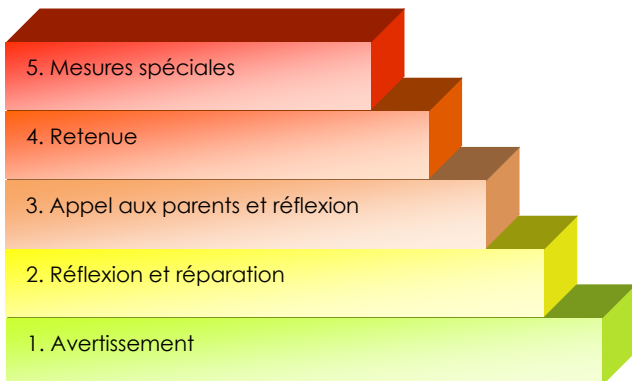 5. Mesures spéciales
4. Retenue
3. Appel aux parents et réflexion
2. Réflexion et réparation
1. Avertissement